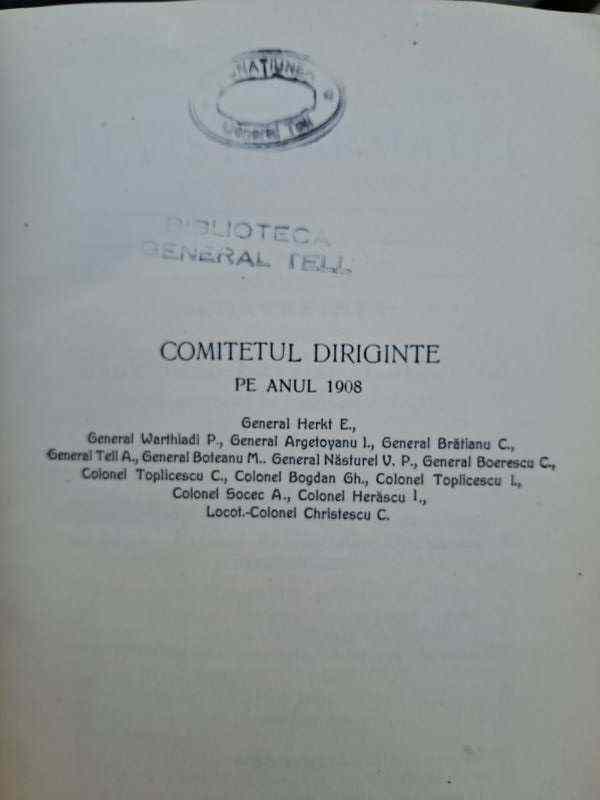 General Tell
BIBLIOTECA
GENERAL TELL
COMITETUL DIRIGINTE
PE ANUL 1908
General Herkt E.,
General Warthiadi P., General Argetoyanu I., General Brătianu C.,
General Tell A., General Boteanu M.. General Năsturel V. P., General Boerescu C.,
Colonel Toplicescu C., Colonel Bogdan Gh., Colonel Toplicescu I.,
Colonel Socec A., Colonel Herăscu I.,
Locot.-Colonel Christescu C.